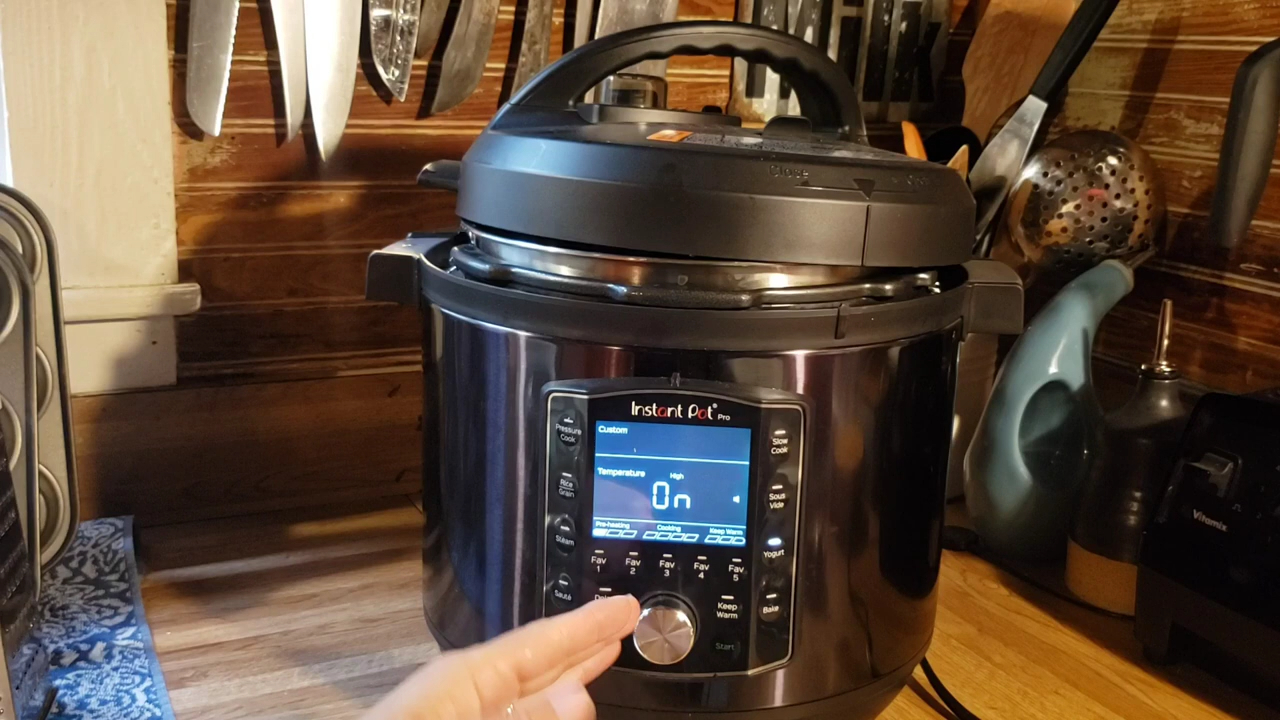 Close
Instant Pot® Pro
Custom
Temperature
High
On
Pre-heating
Cooking
Keep Warm
Pressure
Cook
Rice
Grain
Steam
Sauté
Slow
Cook
Sous
Vide
Yogurt
Bake
Fav
1
Fav
2
Fav
3
Fav
4
Fav
5
Keep
Warm
Start
Vitamix